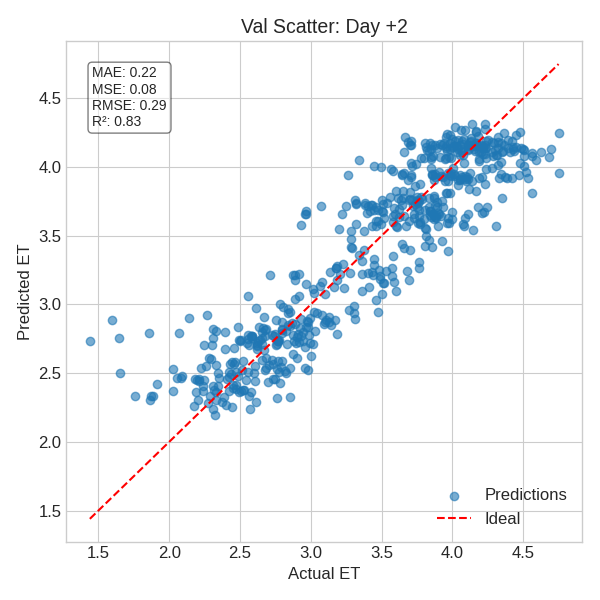 Val Scatter: Day +2
MAE: 0.22
MSE: 0.08
RMSE: 0.29
R²: 0.83
Predicted ET
4.5
4.0
3.5
3.0
2.5
2.0
1.5
Predictions
Ideal
1.5 2.0 2.5 3.0 3.5 4.0 4.5
Actual ET